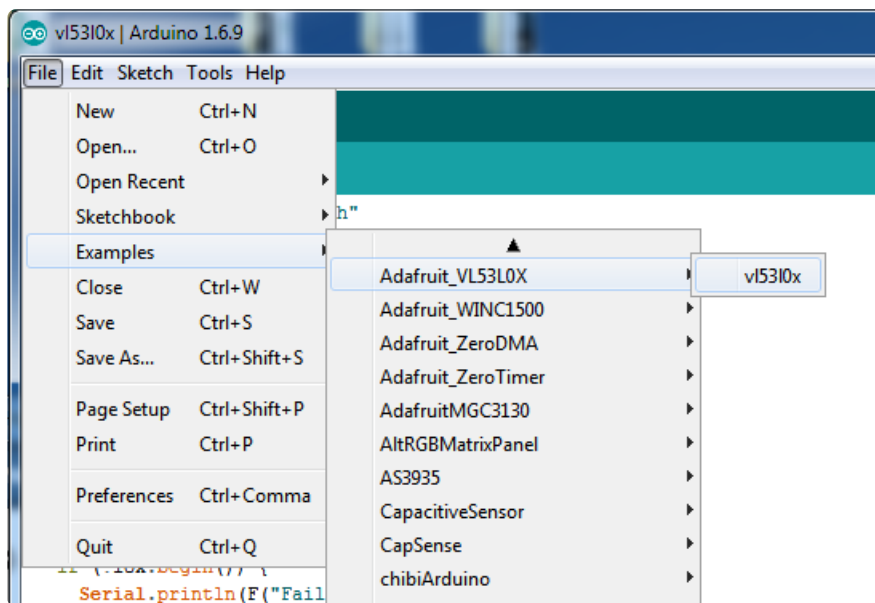 vl53l0x | Arduino 1.6.9
File Edit Sketch Tools Help
New Ctrl+N
Open... Ctrl+O
Open Recent
Sketchbook
Examples
Close Ctrl+W
Save Ctrl+S
Save As... Ctrl+Shift+S
Page Setup Ctrl+Shift+P
Print Ctrl+P
Preferences Ctrl+Comma
Quit Ctrl+Q
h"
Adafruit_VL53L0X
Adafruit_WINC1500
Adafruit_ZeroDMA
Adafruit_ZeroTimer
AdafruitMGC3130
AltRGBMatrixPanel
AS3935
CapacitiveSensor
CapSense
chibiArduino
vl53l0x
Serial.println(F("Fail